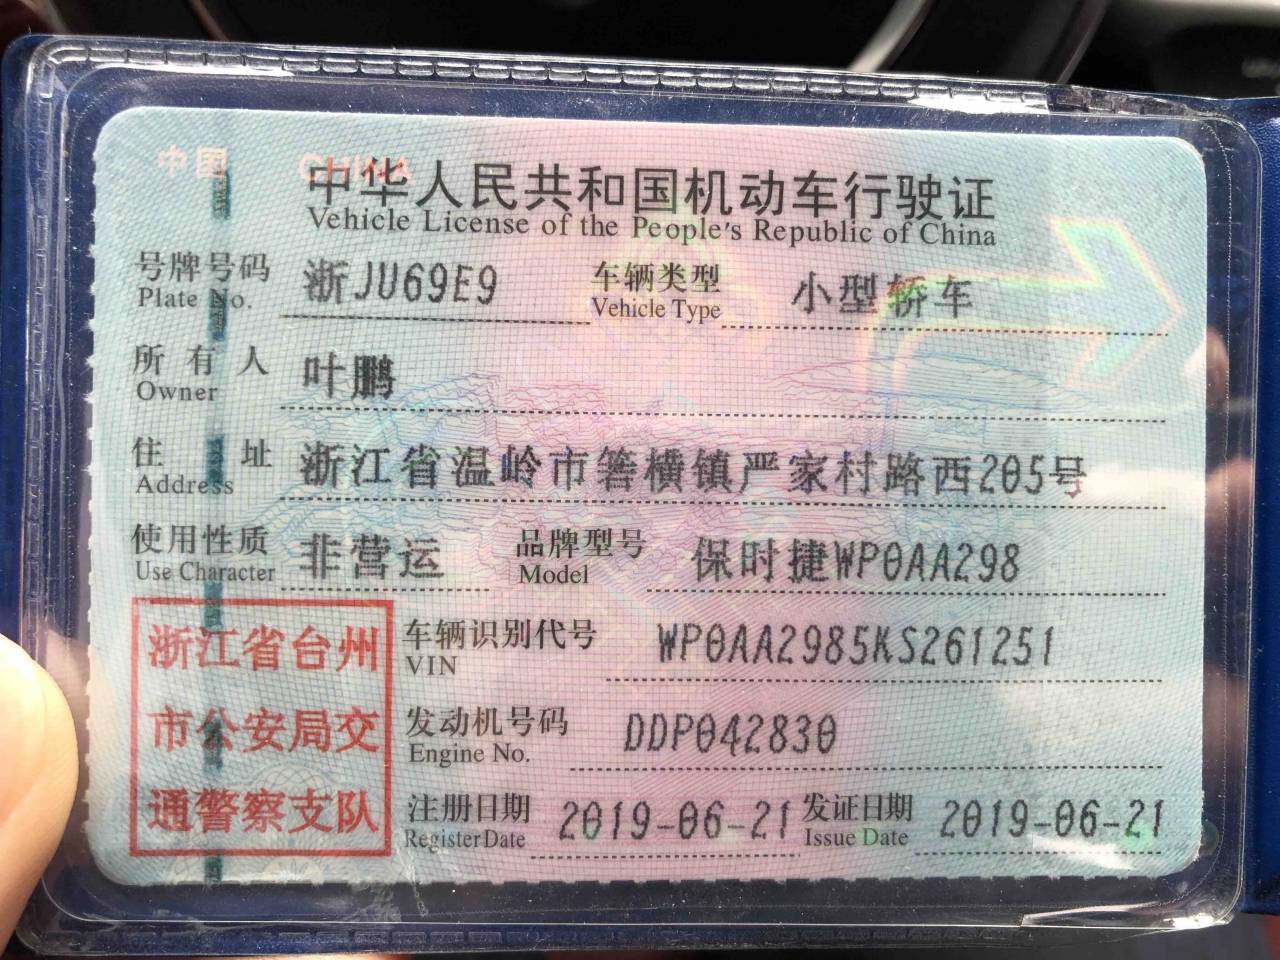 中国 CHINA
中华人民共和国机动车行驶证
Vehicle License of the People's Republic of China
号牌号码 浙JU69E9 车辆类型 小型轿车
Plate No. Vehicle Type
所有人 叶鹏
Owner
住址 浙江省温岭市箬横镇严家村路西205号
Address
使用性质 非营运 品牌型号 保时捷WP0AA298
Use Character Model
浙江省台州
市公安局交
通警察支队
车辆识别代号 WP0AA2985KS261251
VIN
发动机号码 DDP042830
Engine No.
注册日期 2019-06-21 发证日期 2019-06-21
Register Date Issue Date